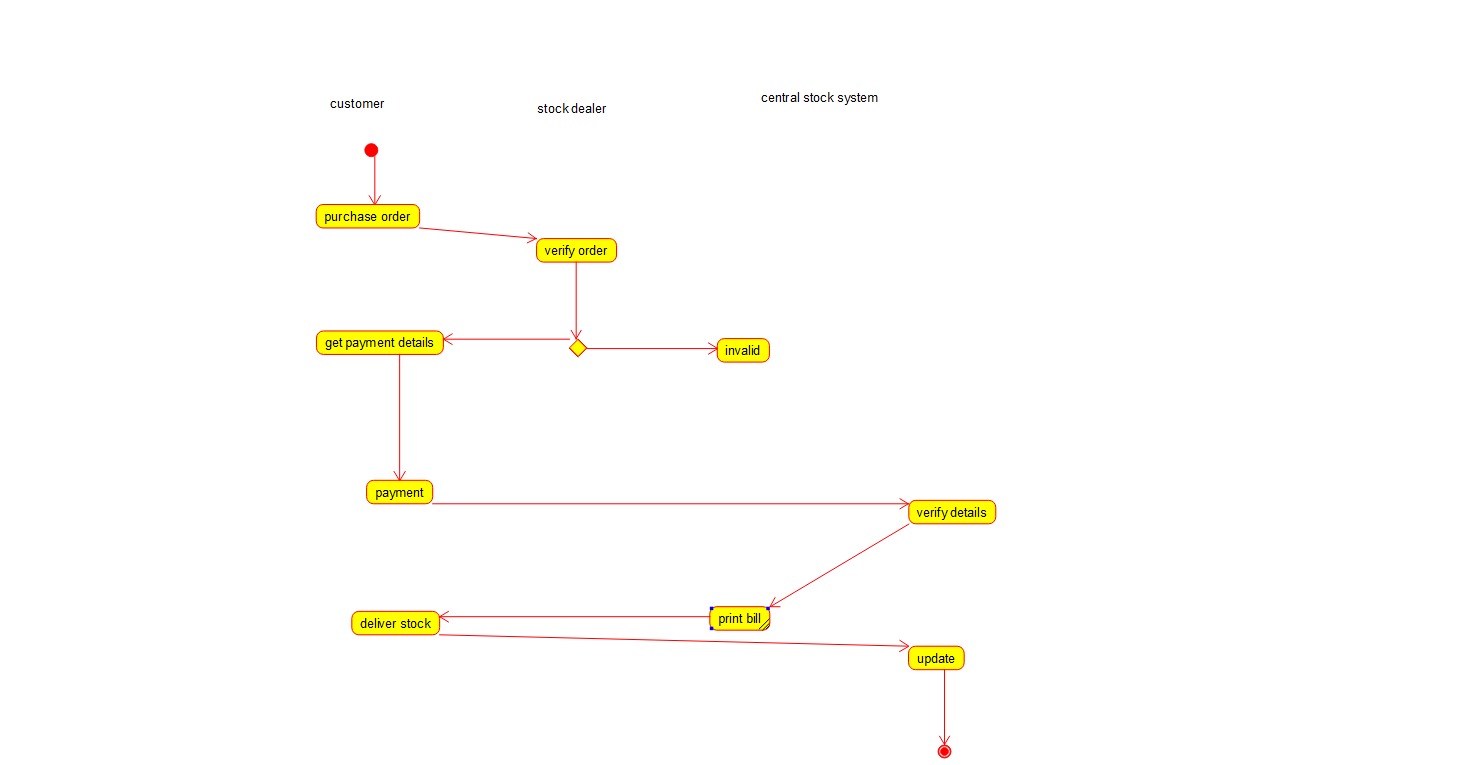 customer
stock dealer
central stock system
purchase order
verify order
get payment details
invalid
payment
verify details
print bill
deliver stock
update